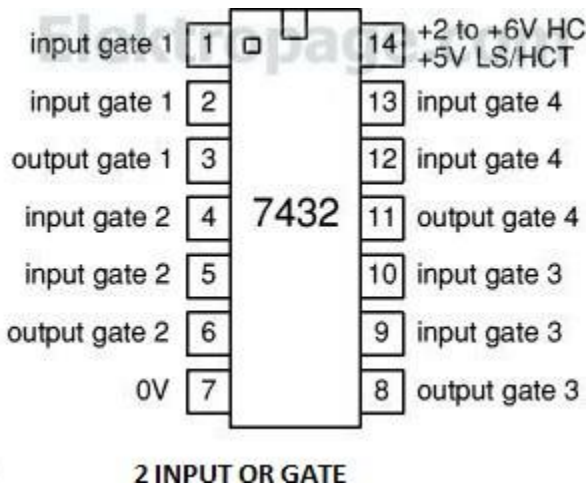 Elektropage.com
input gate 1 1 14 +2 to +6V HC
+5V LS/HCT
input gate 1 2 13 input gate 4
output gate 1 3 12 input gate 4
input gate 2 4 7432 11 output gate 4
input gate 2 5 10 input gate 3
output gate 2 6 9 input gate 3
0V 7 8 output gate 3
2 INPUT OR GATE